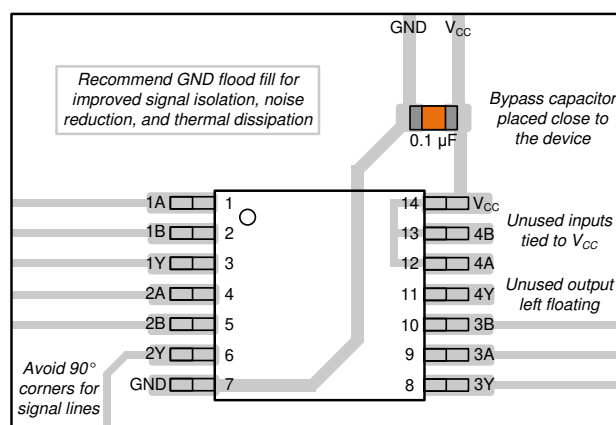 GND V_CC
Recommend GND flood fill for
improved signal isolation, noise
reduction, and thermal dissipation
Bypass capacitor
placed close to
the device
0.1 µF
1A 1 14 V_CC
1B 2 13 4B
1Y 3 12 4A
2A 4 11 4Y
2B 5 10 3B
2Y 6 9 3A
GND 7 8 3Y
Unused inputs
tied to V_CC
Unused output
left floating
Avoid 90°
corners for
signal lines